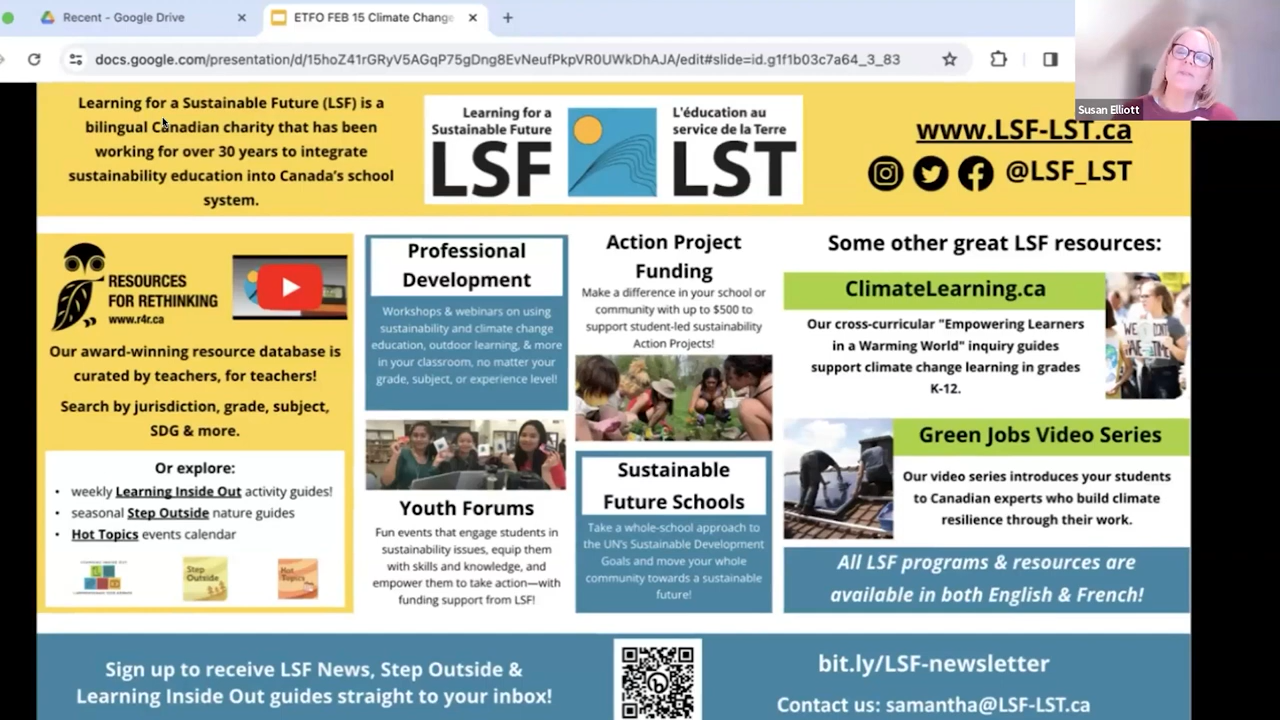 Recent - Google Drive
ETFO FEB 15 Climate Change
docs.google.com/presentation/d/15hoZ41rGRyV5AGqP75gDng8EvNeufPkpVR0UWkDhAJA/edit#slide=id.g1f1b03c7a64_3_83
Susan Elliott
Learning for a Sustainable Future (LSF) is a
bilingual Canadian charity that has been
working for over 30 years to integrate
sustainability education into Canada's school
system.
Learning for a
Sustainable Future
LSF
L'éducation au
service de la Terre
LST
www.LSF-LST.ca
@LSF_LST
RESOURCES
FOR RETHINKING
www.r4r.ca
Our award-winning resource database is
curated by teachers, for teachers!
Search by jurisdiction, grade, subject,
SDG & more.
Or explore:
• weekly Learning Inside Out activity guides!
• seasonal Step Outside nature guides
• Hot Topics events calendar
Step
Outside
Hot
Topics
Professional
Development
Workshops & webinars on using
sustainability and climate change
education, outdoor learning, & more
in your classroom, no matter your
grade, subject, or experience level!
Youth Forums
Fun events that engage students in
sustainability issues, equip them
with skills and knowledge, and
empower them to take action—with
funding support from LSF!
Action Project
Funding
Make a difference in your school or
community with up to $500 to
support student-led sustainability
Action Projects!
Sustainable
Future Schools
Take a whole-school approach to
the UN's Sustainable Development
Goals and move your whole
community towards a sustainable
future!
Some other great LSF resources:
ClimateLearning.ca
Our cross-curricular "Empowering Learners
in a Warming World" inquiry guides
support climate change learning in grades
K-12.
Green Jobs Video Series
Our video series introduces your students
to Canadian experts who build climate
resilience through their work.
All LSF programs & resources are
available in both English & French!
Sign up to receive LSF News, Step Outside &
Learning Inside Out guides straight to your inbox!
bit.ly/LSF-newsletter
Contact us: samantha@LSF-LST.ca